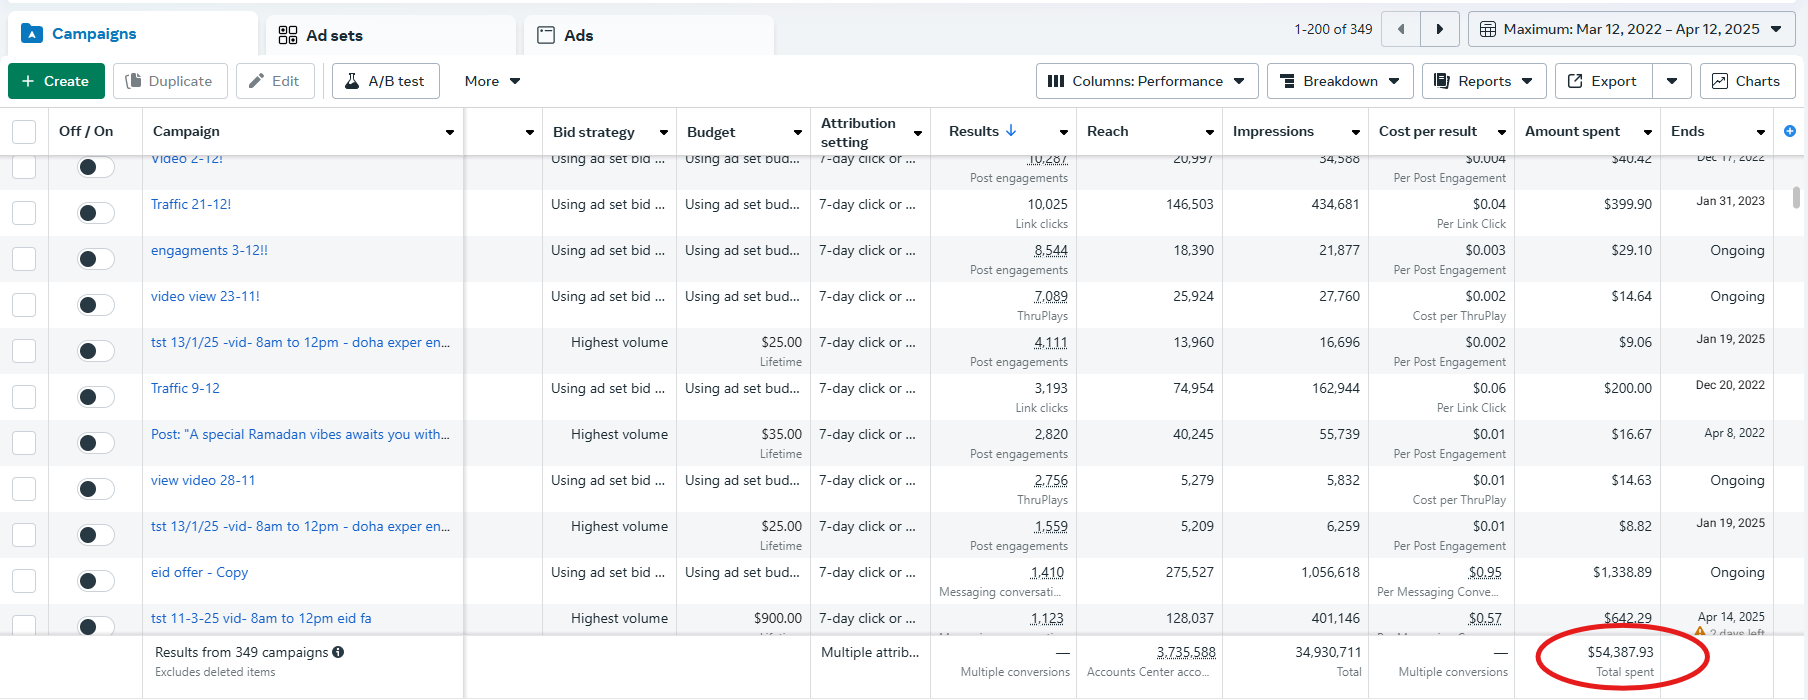 Campaigns
Ad sets
Ads
1-200 of 349
Maximum: Mar 12, 2022 – Apr 12, 2025
+ Create
Duplicate
Edit
A/B test
More
Columns: Performance
Breakdown
Reports
Export
Charts
Off / On
Campaign
Bid strategy
Budget
Attribution setting
Results
Reach
Impressions
Cost per result
Amount spent
Ends
Video 2-12! Using ad set bid ... Using ad set bud... 7-day click or ... 10,287 20,997 34,588 $0.004 $40.42 Dec 17, 2022
Post engagements Per Post Engagement
Traffic 21-12! Using ad set bid ... Using ad set bud... 7-day click or ... 10,025 146,503 434,681 $0.04 $399.90 Jan 31, 2023
Link clicks Per Link Click
engagments 3-12!! Using ad set bid ... Using ad set bud... 7-day click or ... 8,544 18,390 21,877 $0.003 $29.10 Ongoing
Post engagements Per Post Engagement
video view 23-11! Using ad set bid ... Using ad set bud... 7-day click or ... 7,089 25,924 27,760 $0.002 $14.64 Ongoing
ThruPlays Cost per ThruPlay
tst 13/1/25 -vid- 8am to 12pm - doha exper en... Highest volume $25.00 7-day click or ... 4,111 13,960 16,696 $0.002 $9.06 Jan 19, 2025
Lifetime Post engagements Per Post Engagement
Traffic 9-12 Using ad set bid ... Using ad set bud... 7-day click or ... 3,193 74,954 162,944 $0.06 $200.00 Dec 20, 2022
Link clicks Per Link Click
Post: "A special Ramadan vibes awaits you with... Highest volume $35.00 7-day click or ... 2,820 40,245 55,739 $0.01 $16.67 Apr 8, 2022
Lifetime Post engagements Per Post Engagement
view video 28-11 Using ad set bid ... Using ad set bud... 7-day click or ... 2,756 5,279 5,832 $0.01 $14.63 Ongoing
ThruPlays Cost per ThruPlay
tst 13/1/25 -vid- 8am to 12pm - doha exper en... Highest volume $25.00 7-day click or ... 1,559 5,209 6,259 $0.01 $8.82 Jan 19, 2025
Lifetime Post engagements Per Post Engagement
eid offer - Copy Using ad set bid ... Using ad set bud... 7-day click or ... 1,410 275,527 1,056,618 $0.95 $1,338.89 Ongoing
Messaging conversati... Per Messaging Conve...
tst 11-3-25 vid- 8am to 12pm eid fa Highest volume $900.00 7-day click or ... 1,123 128,037 401,146 $0.57 $642.29 Apr 14, 2025
2 days left
Results from 349 campaigns Multiple attrib... — 3,735,588 34,930,711 — $54,387.93
Excludes deleted items Multiple conversions Accounts Center acco... Total Multiple conversions Total spent